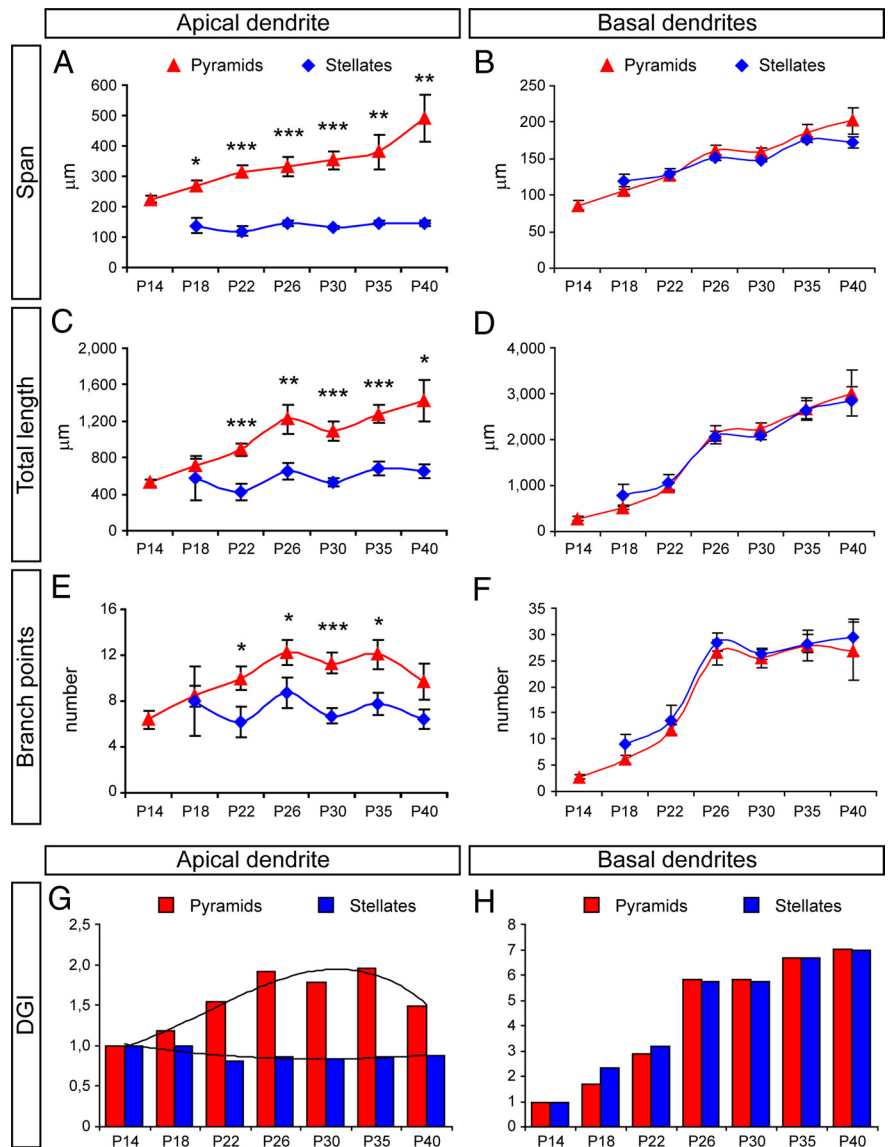 Apical dendrite
Basal dendrites
Span
A
Pyramids
Stellates
600
500
400
300
200
100
0
μm
*
***
***
***
**
**
P14 P18 P22 P26 P30 P35 P40
B
Pyramids
Stellates
250
200
150
100
50
0
μm
P14 P18 P22 P26 P30 P35 P40
Total length
C
2,000
1,600
1,200
800
400
0
μm
***
**
***
***
*
P14 P18 P22 P26 P30 P35 P40
D
4,000
3,000
2,000
1,000
0
μm
P14 P18 P22 P26 P30 P35 P40
Branch points
E
16
12
8
4
0
number
*
*
***
*
P14 P18 P22 P26 P30 P35 P40
F
35
30
25
20
15
10
5
0
number
P14 P18 P22 P26 P30 P35 P40
Apical dendrite
Basal dendrites
DGI
G
Pyramids
Stellates
2,5
2,0
1,5
1,0
0,5
0
P14 P18 P22 P26 P30 P35 P40
H
Pyramids
Stellates
8
7
6
5
4
3
2
1
0
P14 P18 P22 P26 P30 P35 P40